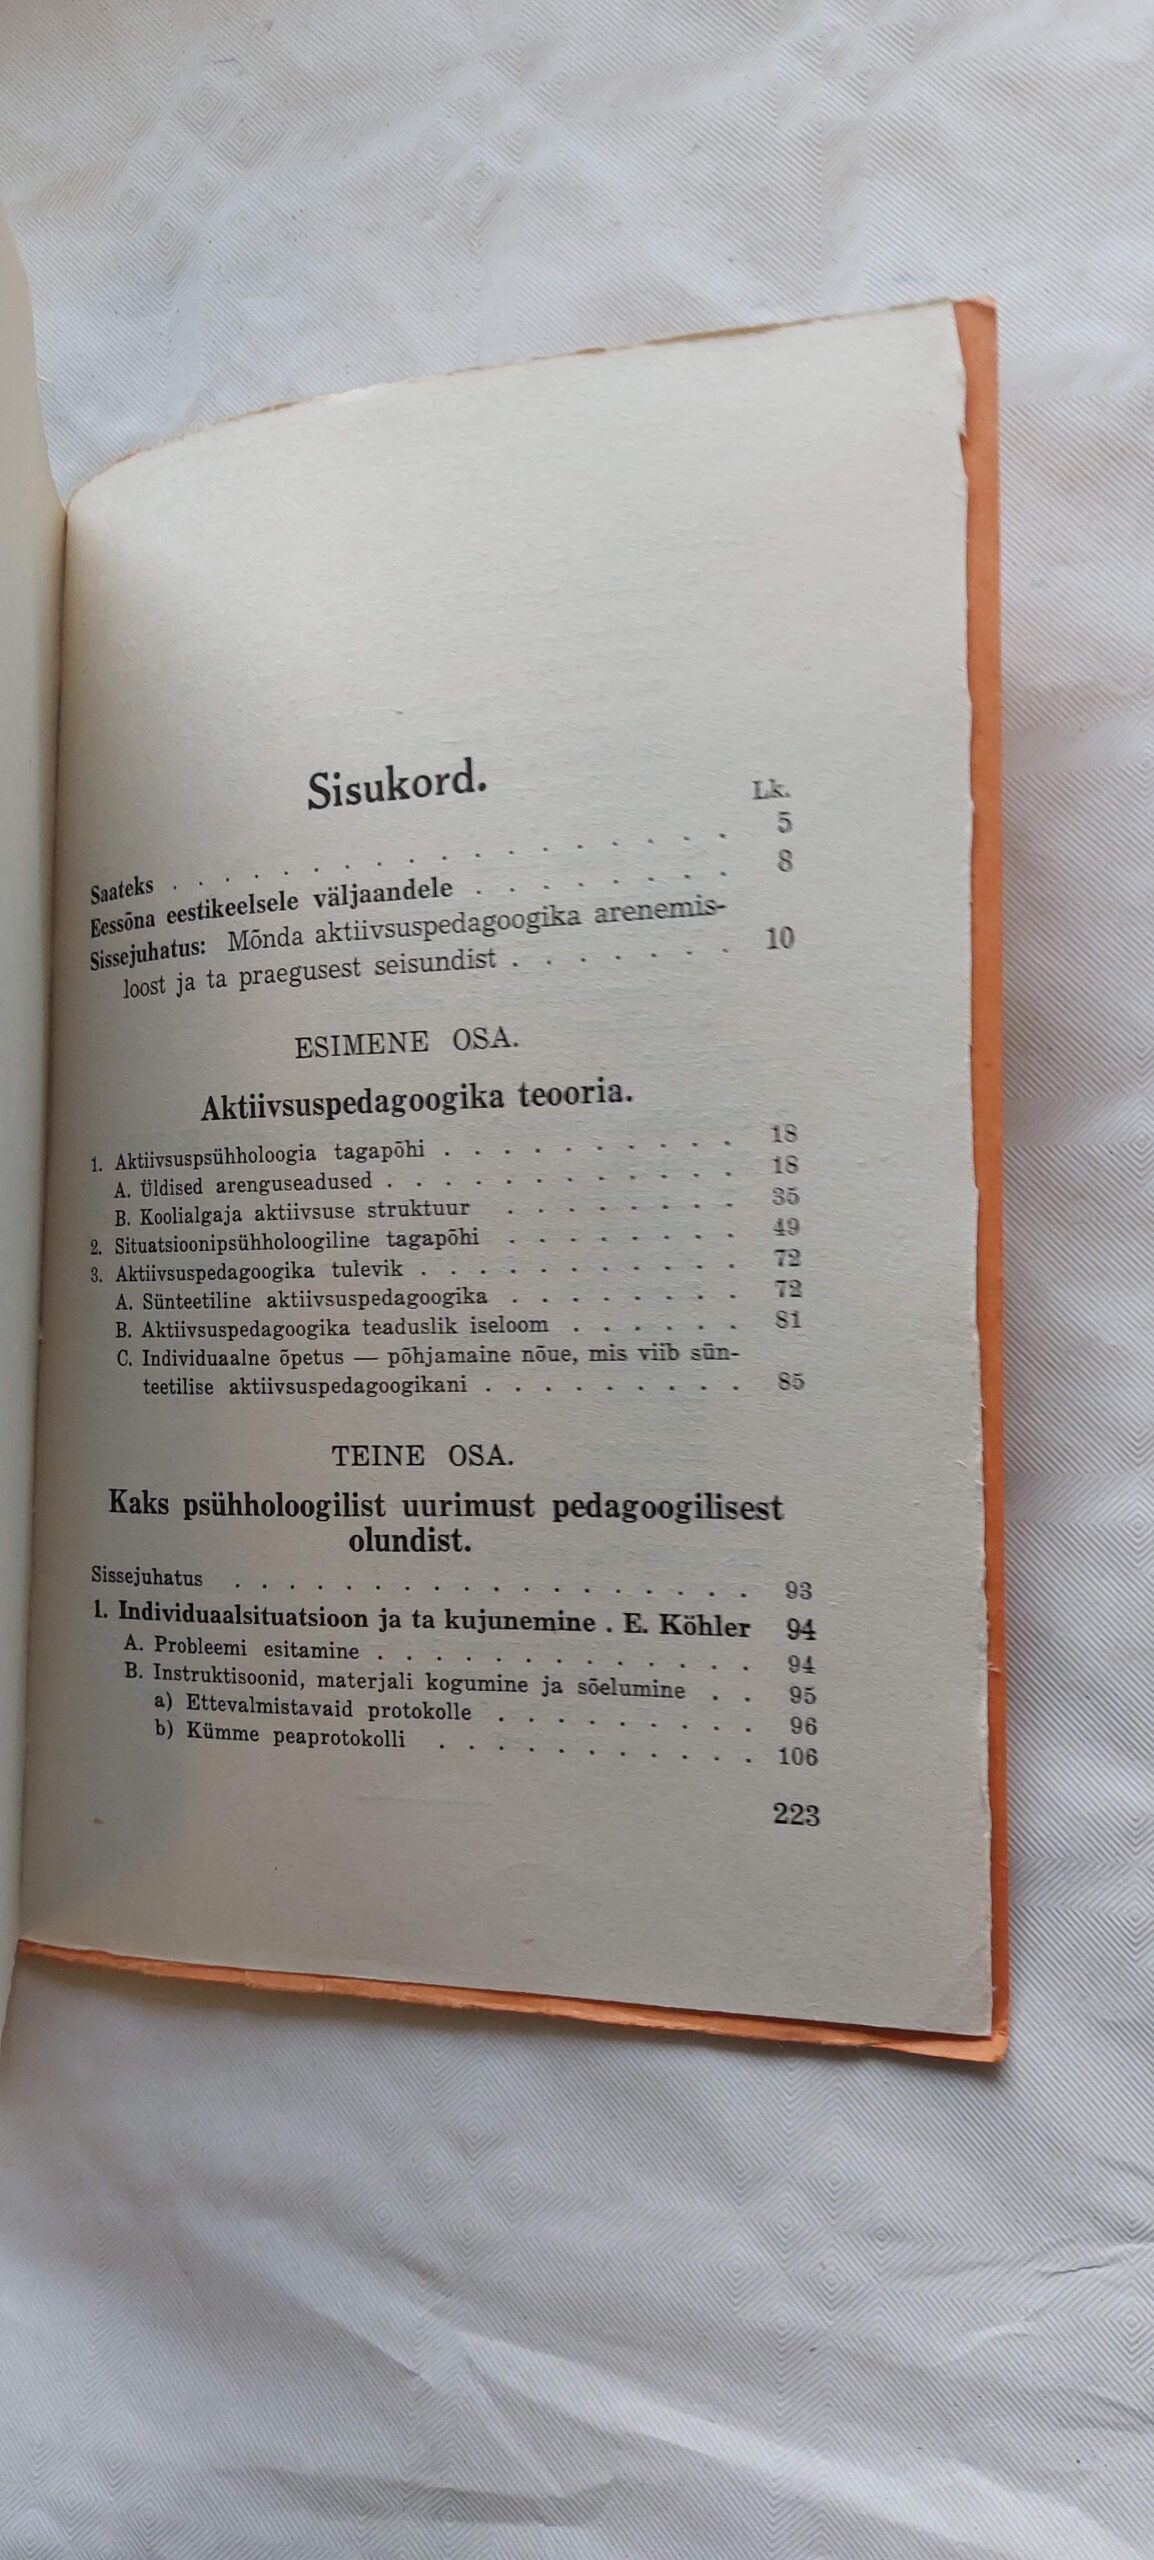 Sisukord.
Lk.
Saateks . . . . . . . . . . . . . . . . . . 5
Eessõna eestikeelsele väljaandele . . . . . . . . 8
Sissejuhatus: Mõnda aktiivsuspedagoogika arenemis-
loost ja ta praegusest seisundist . . . . . . . 10
ESIMENE OSA.
Aktiivsuspedagoogika teooria.
1. Aktiivsuspsühholoogia tagapõhi . . . . . . . . . . 18
A. Üldised arenguseadused . . . . . . . . . . . . 18
B. Koolialgaja aktiivsuse struktuur . . . . . . . . 35
2. Situatsioonipsühholoogiline tagapõhi . . . . . . . . 49
3. Aktiivsuspedagoogika tulevik . . . . . . . . . . . 72
A. Sünteetiline aktiivsuspedagoogika . . . . . . . . 72
B. Aktiivsuspedagoogika teaduslik iseloom . . . . . . 81
C. Individuaalne õpetus — põhjamaine nõue, mis viib sün-
teetilise aktiivsuspedagoogikani . . . . . . . . . 85
TEINE OSA.
Kaks psühholoogilist uurimust pedagoogilisest
olundist.
Sissejuhatus . . . . . . . . . . . . . . . . . . 93
1. Individuaalsituatsioon ja ta kujunemine . E. Köhler 94
A. Probleemi esitamine . . . . . . . . . . . . . 94
B. Instruktisoonid, materjali kogumine ja sõelumine . . 95
a) Ettevalmistavaid protokolle . . . . . . . . . 96
b) Kümme peaprotokolli . . . . . . . . . . . 106
223